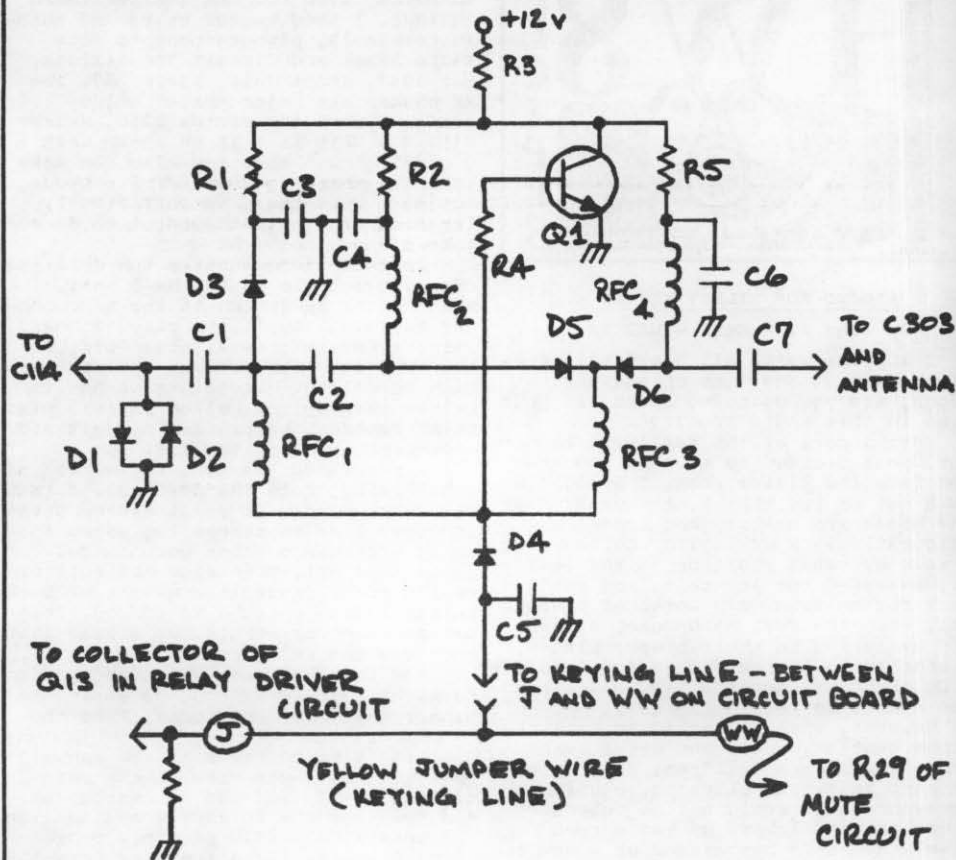 +12 V
R3
R1
C3
R2
R5
C4
Q1
R4
C6
D3
RFC2
RFC4
D5
C7
TO C114
C1
C2
D6
TO C303 AND ANTENNA
D1
D2
RFC1
RFC3
D4
C5
TO COLLECTOR OF
Q13 IN RELAY DRIVER
CIRCUIT
TO KEYING LINE - BETWEEN
J AND WW ON CIRCUIT BOARD
J
WW
YELLOW JUMPER WIRE
(KEYING LINE)
TO R29 OF
MUTE
CIRCUIT